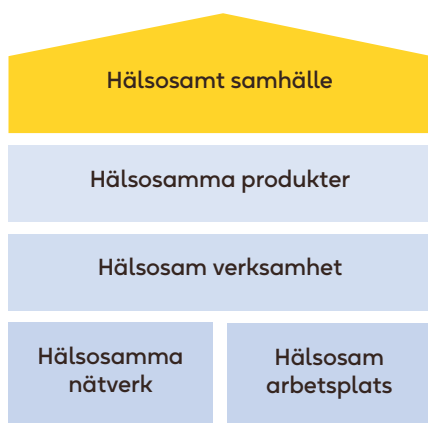 Hälsosamt samhälle
Hälsosamma produkter
Hälsosam verksamhet
Hälsosamma
nätverk
Hälsosam
arbetsplats